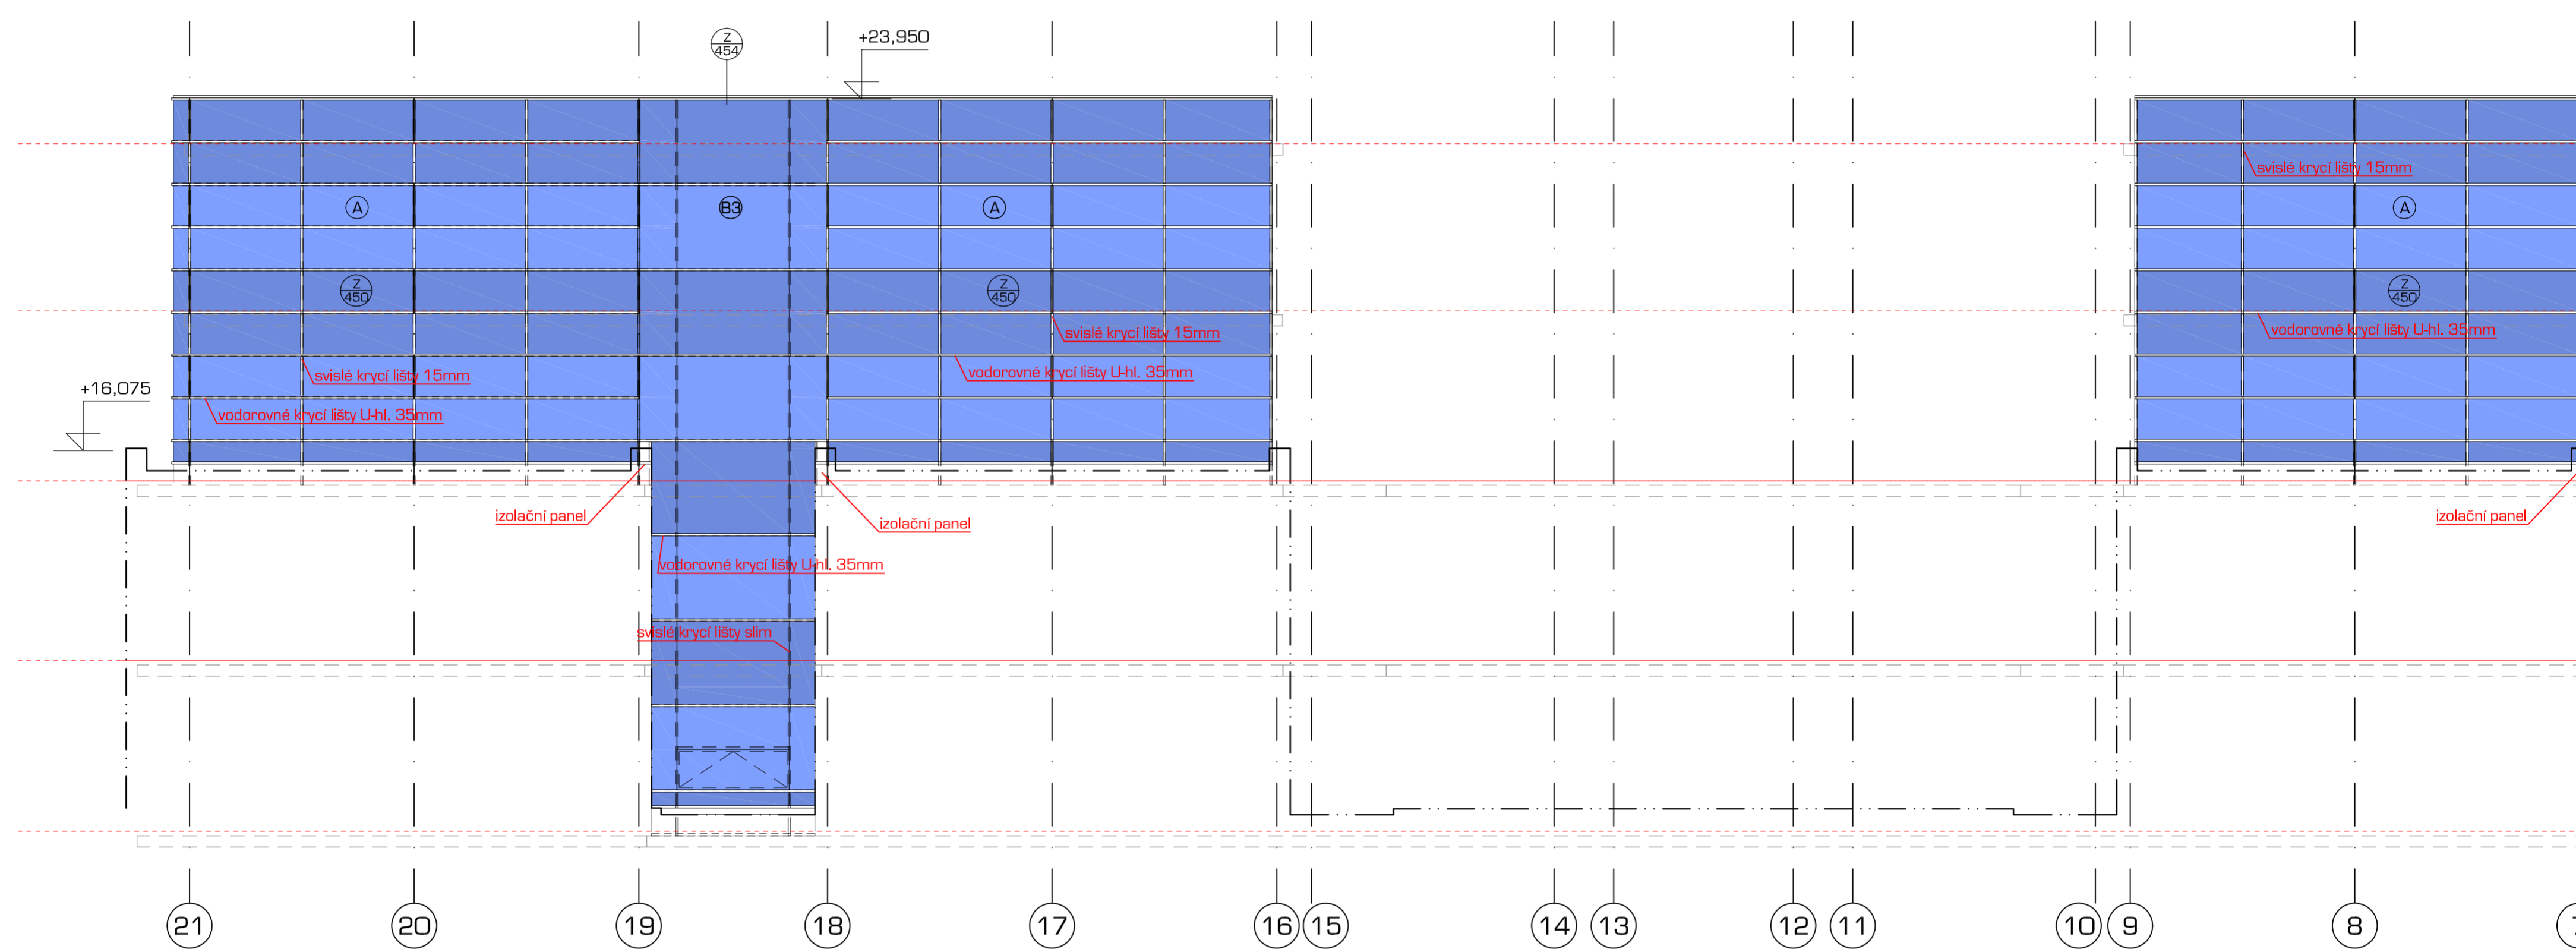 Z
454
+23,950
svislé krycí lišty 15mm
A
B3
A
A
Z
450
Z
450
Z
450
svislé krycí lišty 15mm
vodorovné krycí lišty U-hl. 35mm
vodorovné krycí lišty U-hl. 35mm
svislé krycí lišty 15mm
+16,075
vodorovné krycí lišty U-hl. 35mm
izolační panel
izolační panel
izolační panel
vodorovné krycí lišty U-hl. 35mm
svislé krycí lišty slim
21
20
19
18
17
16
15
14
13
12
11
10
9
8